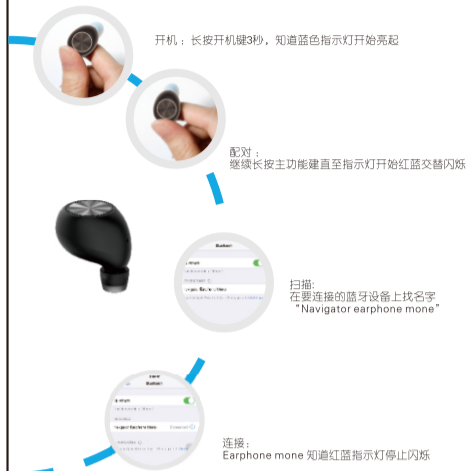 开机：长按开机键3秒，知道蓝色指示灯开始亮起
配对：
继续长按主功能建直至指示灯开始红蓝交替闪烁
扫描:
在要连接的蓝牙设备上找名字
“Navigator earphone mone”
连接：
Earphone mone 知道红蓝指示灯停止闪烁